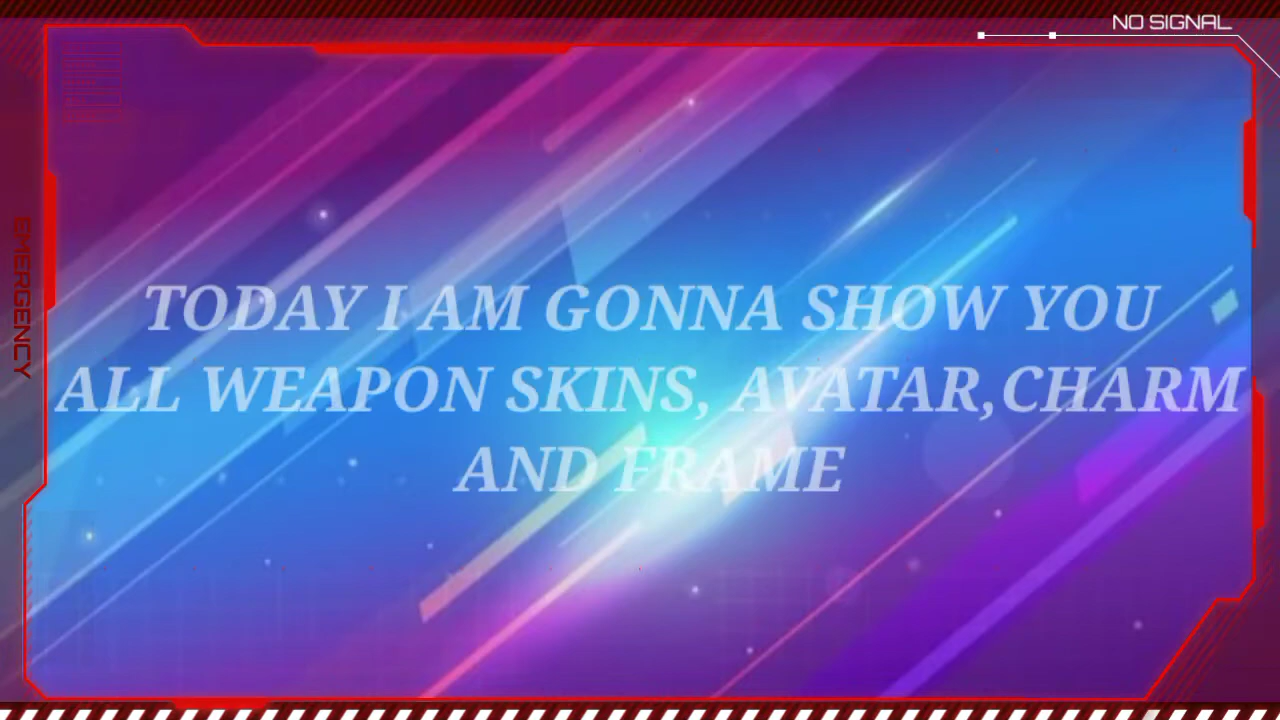 NO SIGNAL
EMERGENCY
TODAY I AM GONNA SHOW YOU
ALL WEAPON SKINS, AVATAR,CHARM
AND FRAME